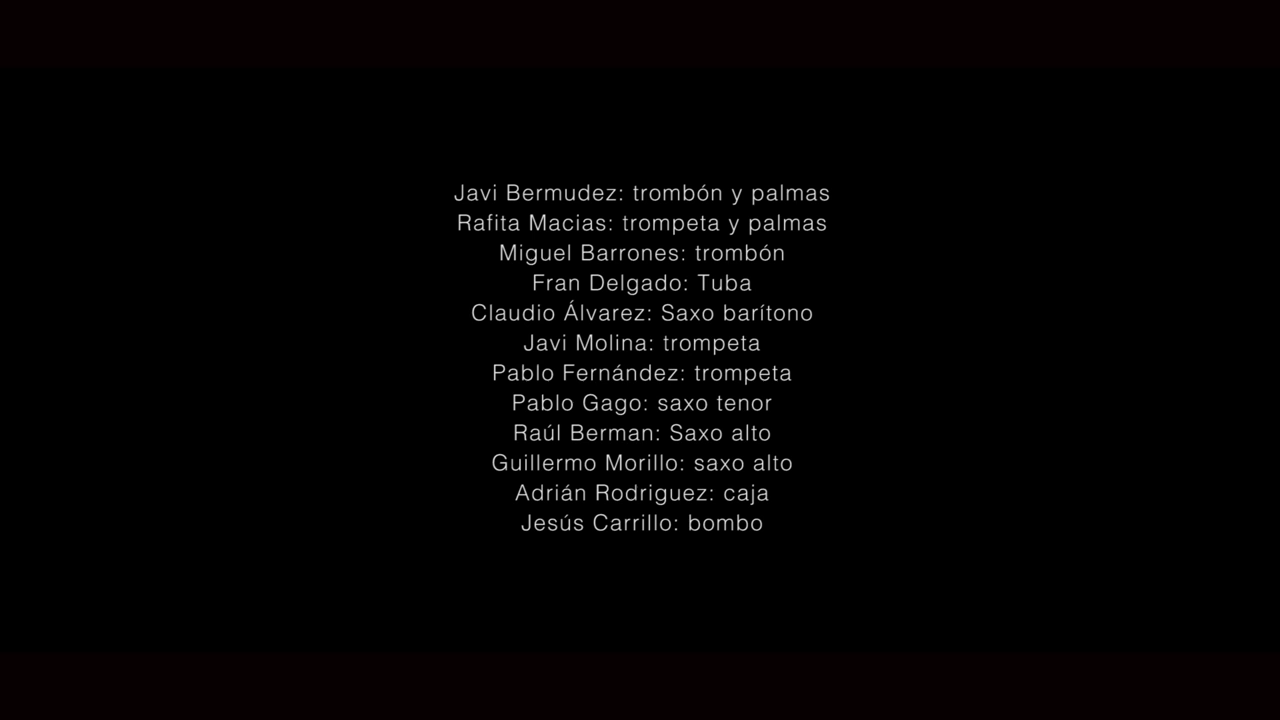 Javi Bermudez: trombón y palmas
Rafita Macias: trompeta y palmas
Miguel Barrones: trombón
Fran Delgado: Tuba
Claudio Álvarez: Saxo barítono
Javi Molina: trompeta
Pablo Fernández: trompeta
Pablo Gago: saxo tenor
Raúl Berman: Saxo alto
Guillermo Morillo: saxo alto
Adrián Rodriguez: caja
Jesús Carrillo: bombo